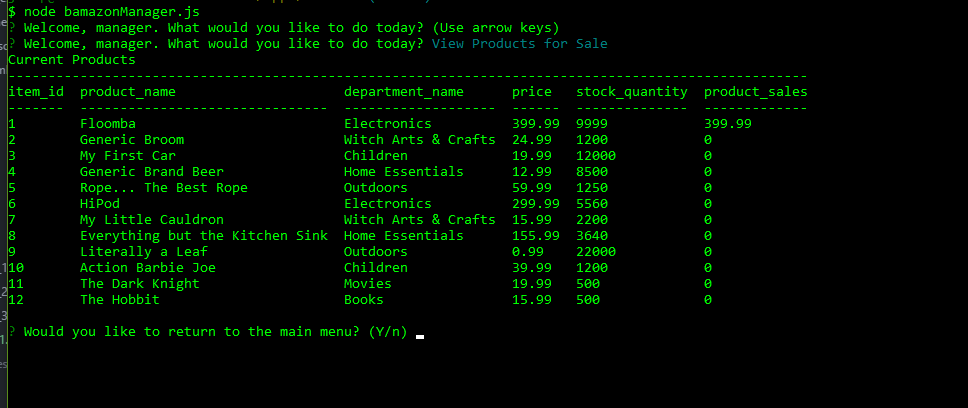 $ node bamazonManager.js
? Welcome, manager. What would you like to do today? (Use arrow keys)
? Welcome, manager. What would you like to do today? View Products for Sale
Current Products
----------------------------------------------------------------------------------------------------
item_id  product_name                     department_name      price   stock_quantity  product_sales
-------  -------------------------------  -------------------  ------  --------------  -------------
1        Floomba                          Electronics          399.99  9999            399.99
2        Generic Broom                    Witch Arts & Crafts  24.99   1200            0
3        My First Car                     Children             19.99   12000           0
4        Generic Brand Beer               Home Essentials      12.99   8500            0
5        Rope... The Best Rope            Outdoors             59.99   1250            0
6        HiPod                            Electronics          299.99  5560            0
7        My Little Cauldron               Witch Arts & Crafts  15.99   2200            0
8        Everything but the Kitchen Sink  Home Essentials      155.99  3640            0
9        Literally a Leaf                 Outdoors             0.99    22000           0
10       Action Barbie Joe                Children             39.99   1200            0
11       The Dark Knight                  Movies               19.99   500             0
12       The Hobbit                       Books                15.99   500             0
? Would you like to return to the main menu? (Y/n)